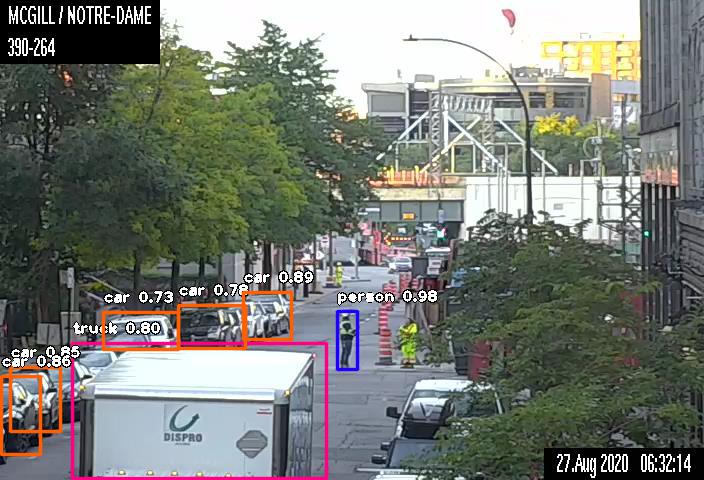 MCGILL / NOTRE-DAME
390-264
car 0.89
car 0.73
car 0.78
person 0.98
truck 0.80
car 0.85
car 0.86
DISPRO
27.Aug 2020 06:32:14